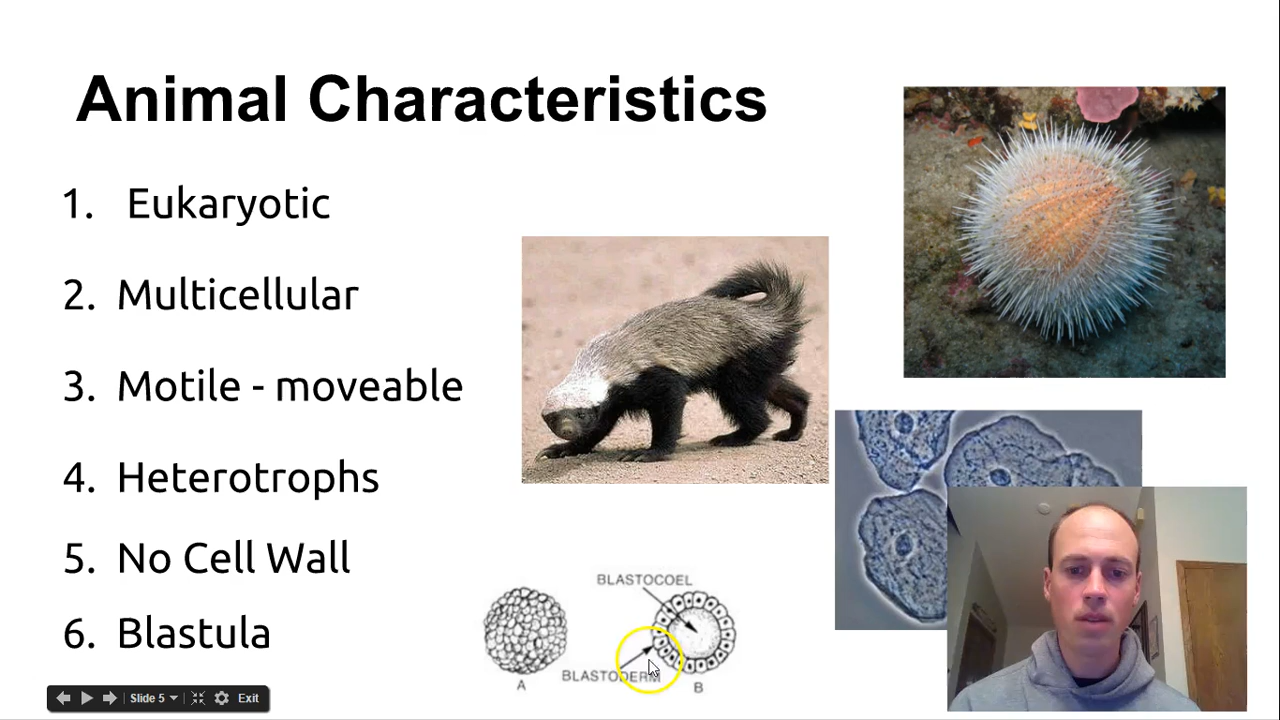 Animal Characteristics
1. Eukaryotic
2. Multicellular
3. Motile - moveable
4. Heterotrophs
5. No Cell Wall
6. Blastula
BLASTOCOEL
BLASTODERM
A
B
Slide 5
Exit